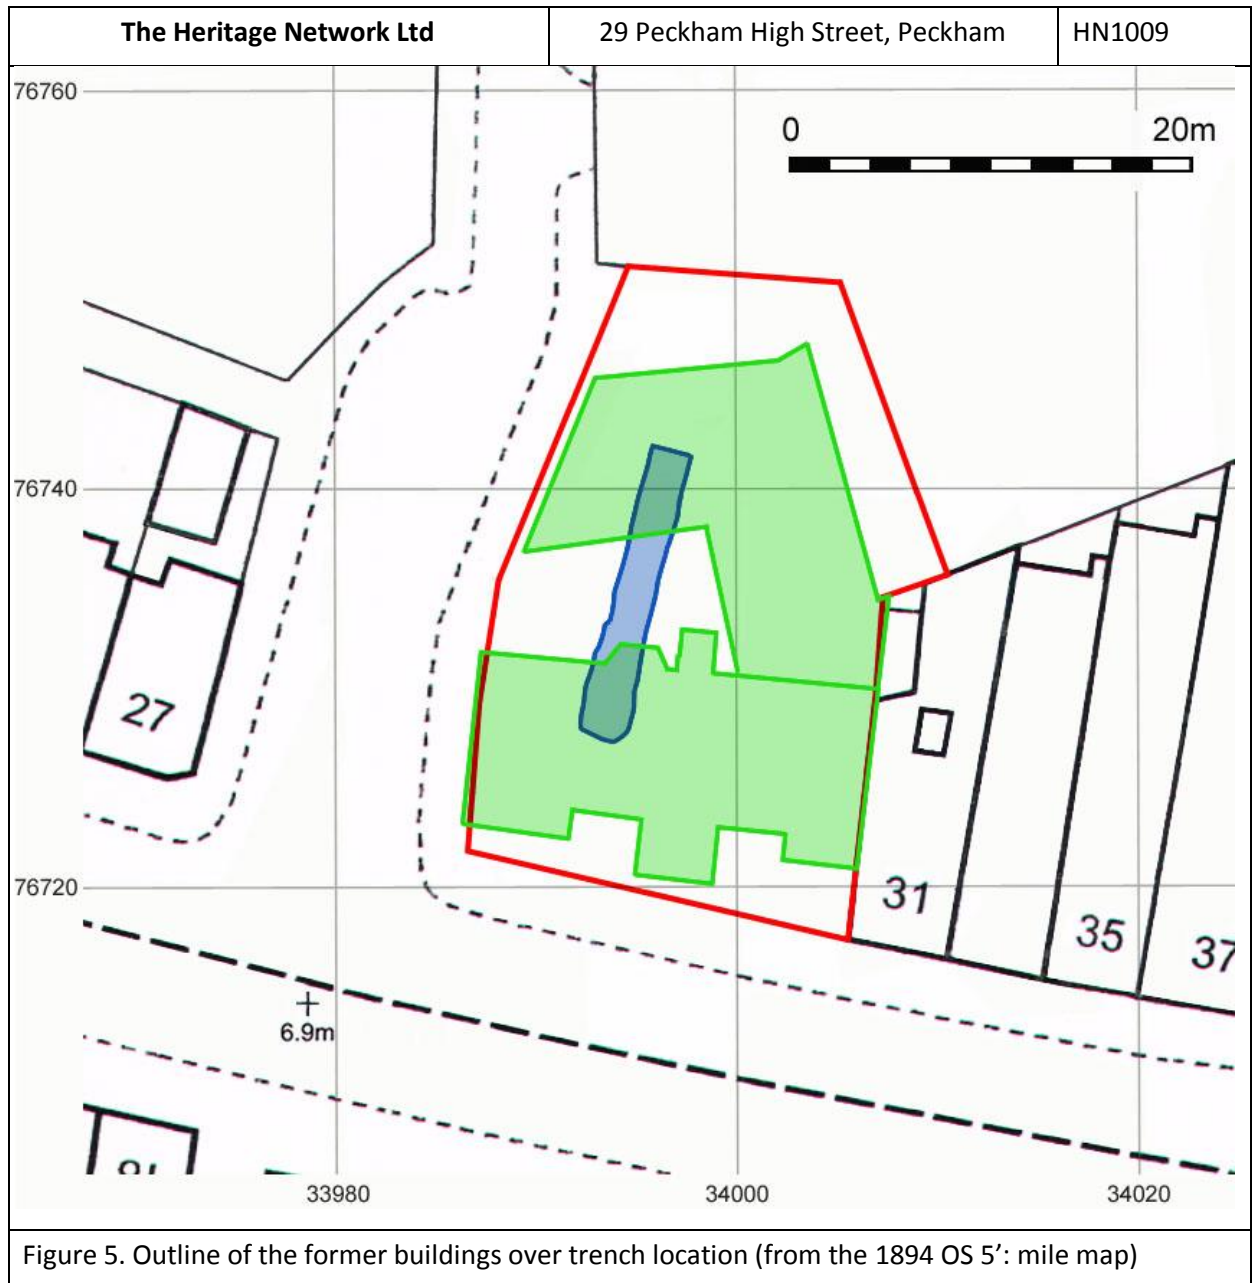 The Heritage Network Ltd
29 Peckham High Street, Peckham
HN1009
76760
0
20m
76740
27
76720
31
35
37
6.9m
33980
34000
34020
Figure 5. Outline of the former buildings over trench location (from the 1894 OS 5’: mile map)